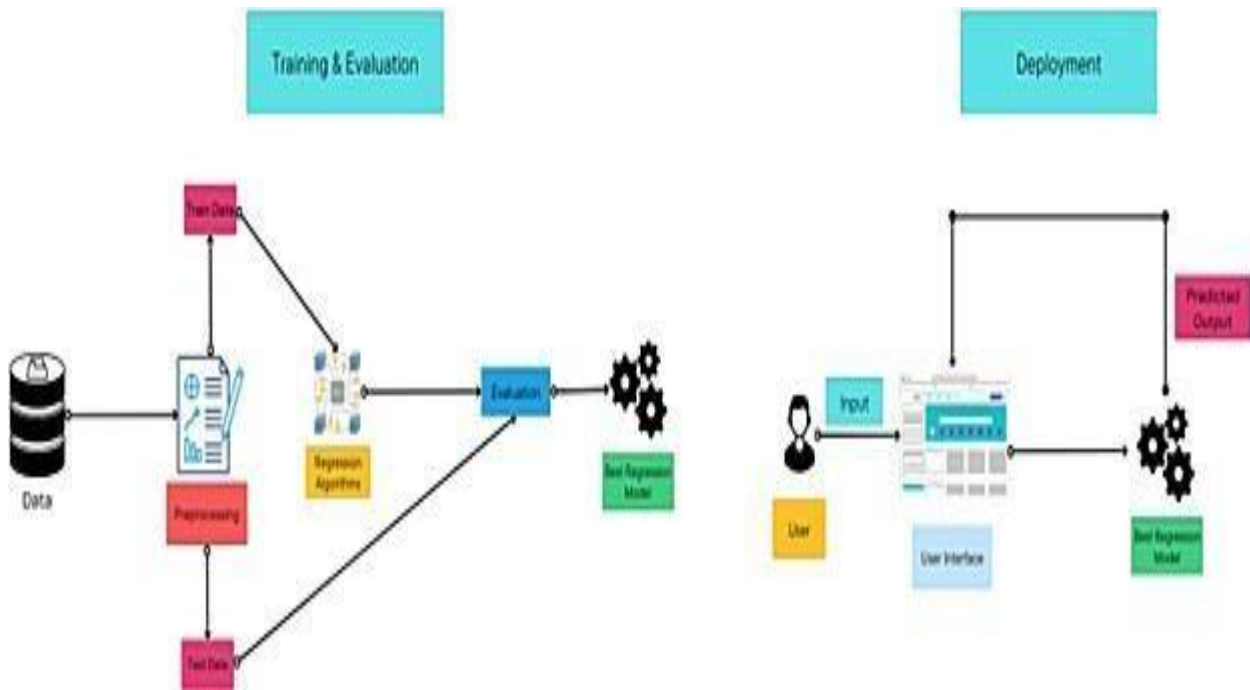 Training & Evaluation
Deployment
Train Data
Predicted
Output
Evaluation
Input
Regression
Algorithms
Best Regression
Model
Data
Preprocessing
User
User Interface
Best Regression
Model
Test Data